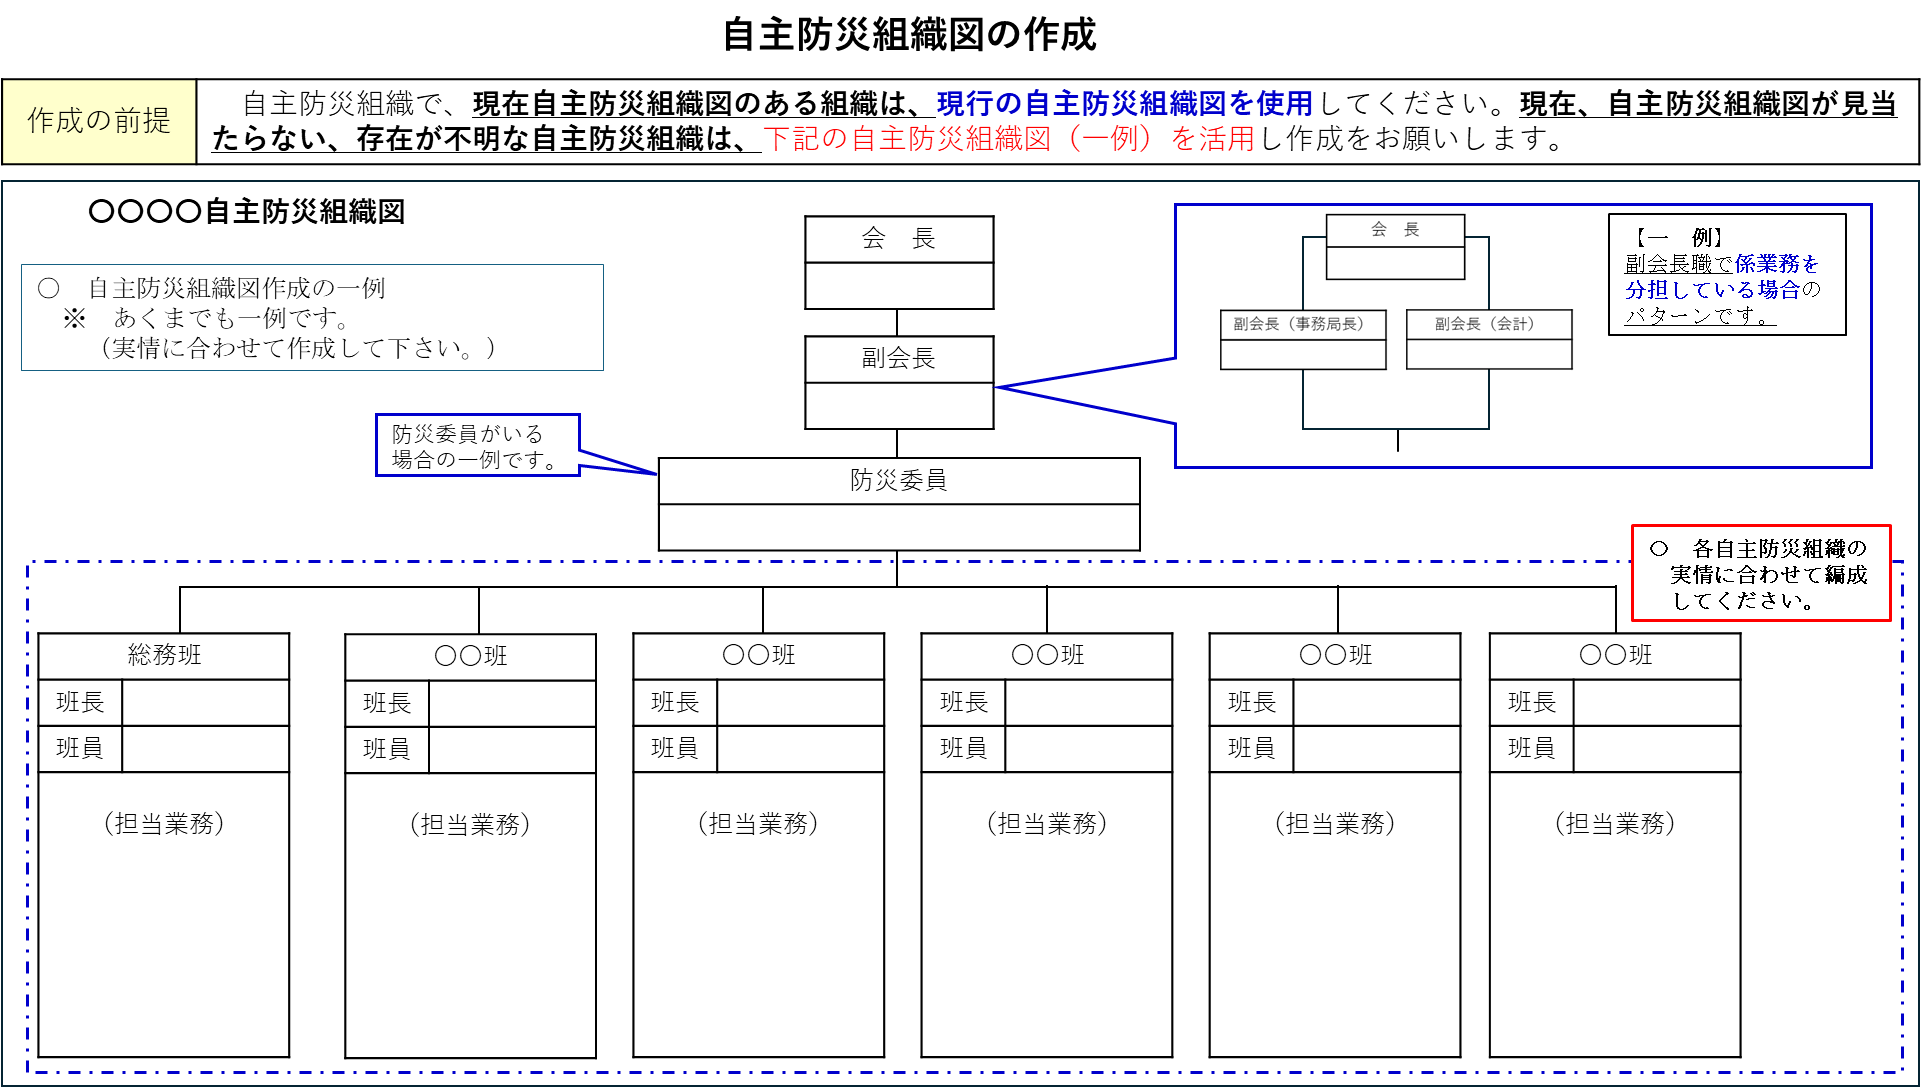 自主防災組織図の作成
作成の前提
自主防災組織で、現在自主防災組織図のある組織は、現行の自主防災組織図を使用してください。現在、自主防災組織図が見当
たらない、存在が不明な自主防災組織は、下記の自主防災組織図（一例）を活用し作成をお願いします。
〇〇〇〇自主防災組織図
〇　自主防災組織図作成の一例
※　あくまでも一例です。
（実情に合わせて作成して下さい。）
会　長
副会長
会　長
副会長（事務局長）
副会長（会計）
【一　例】
副会長職で係業務を
分担している場合の
パターンです。
防災委員がいる
場合の一例です。
防災委員
〇　各自主防災組織の
実情に合わせて編成
してください。
総務班
班長
班員
（担当業務）
〇〇班
班長
班員
（担当業務）
〇〇班
班長
班員
（担当業務）
〇〇班
班長
班員
（担当業務）
〇〇班
班長
班員
（担当業務）
〇〇班
班長
班員
（担当業務）